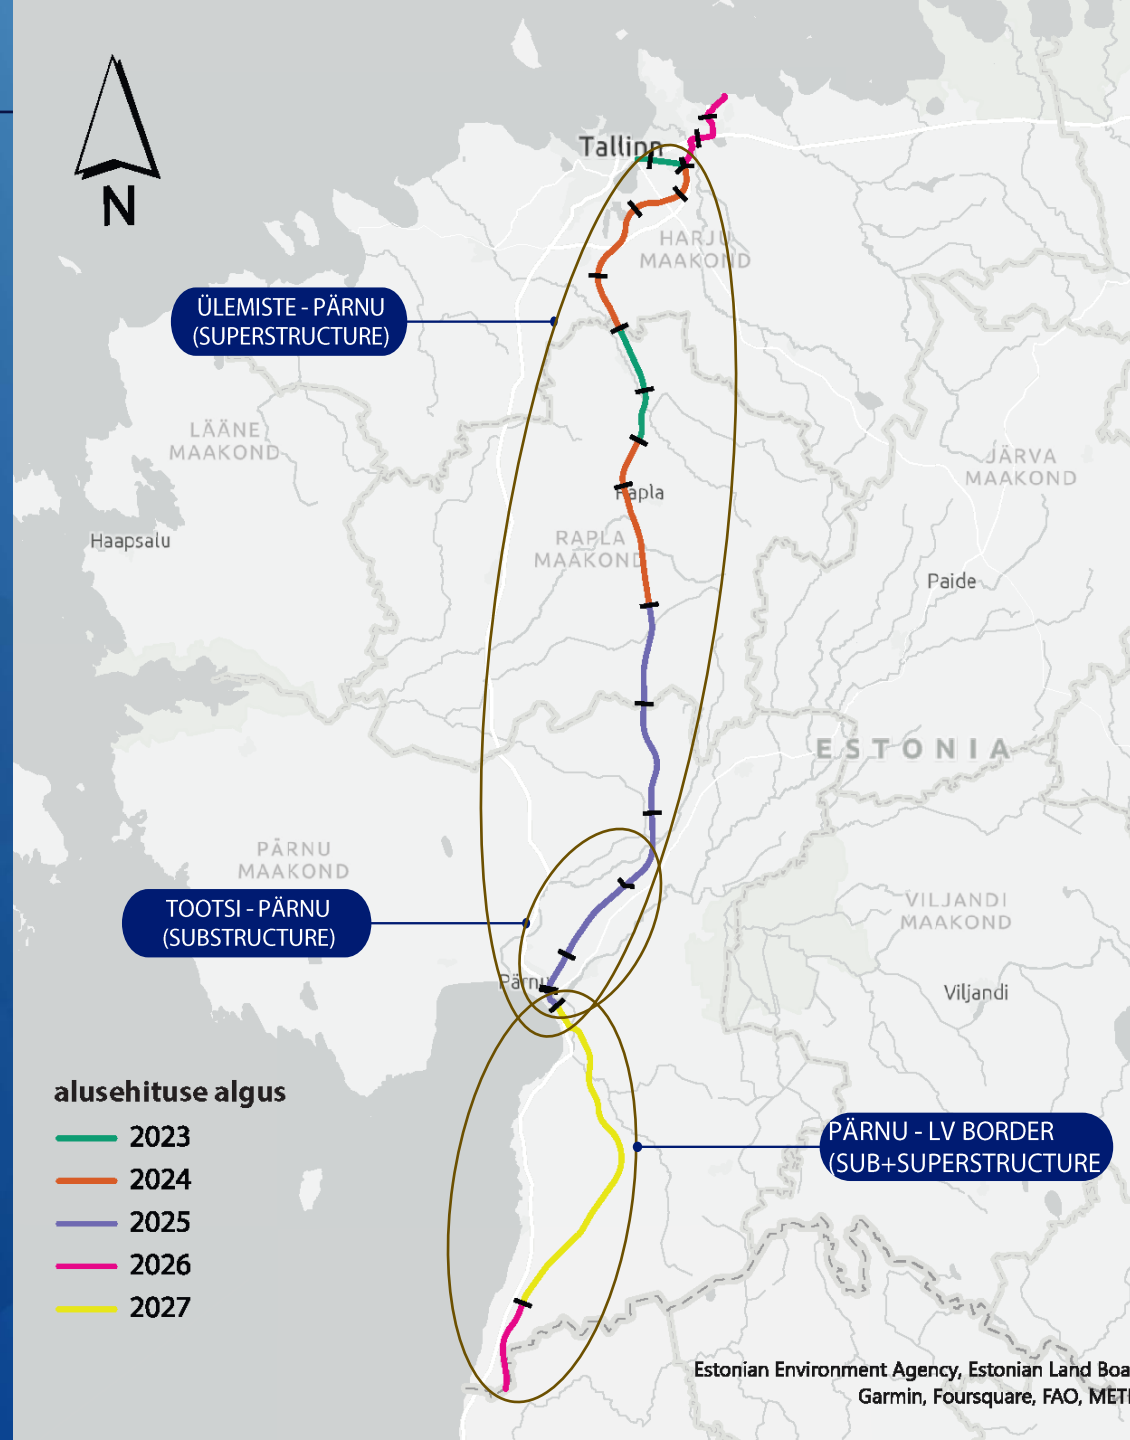 N
Tallinn
HARJU
MAAKOND
ÜLEMISTE - PÄRNU
(SUPERSTRUCTURE)
LÄÄNE
MAAKOND
JÄRVA
MAAKOND
Rapla
Haapsalu
RAPLA
MAAKOND
Paide
ESTONIA
PÄRNU
MAAKOND
TOOTSI - PÄRNU
(SUBSTRUCTURE)
VILJANDI
MAAKOND
Pärnu
Viljandi
alusehituse algus
2023
2024
2025
2026
2027
PÄRNU - LV BORDER
(SUB+SUPERSTRUCTURE
Estonian Environment Agency, Estonian Land Boa
Garmin, Foursquare, FAO, METI